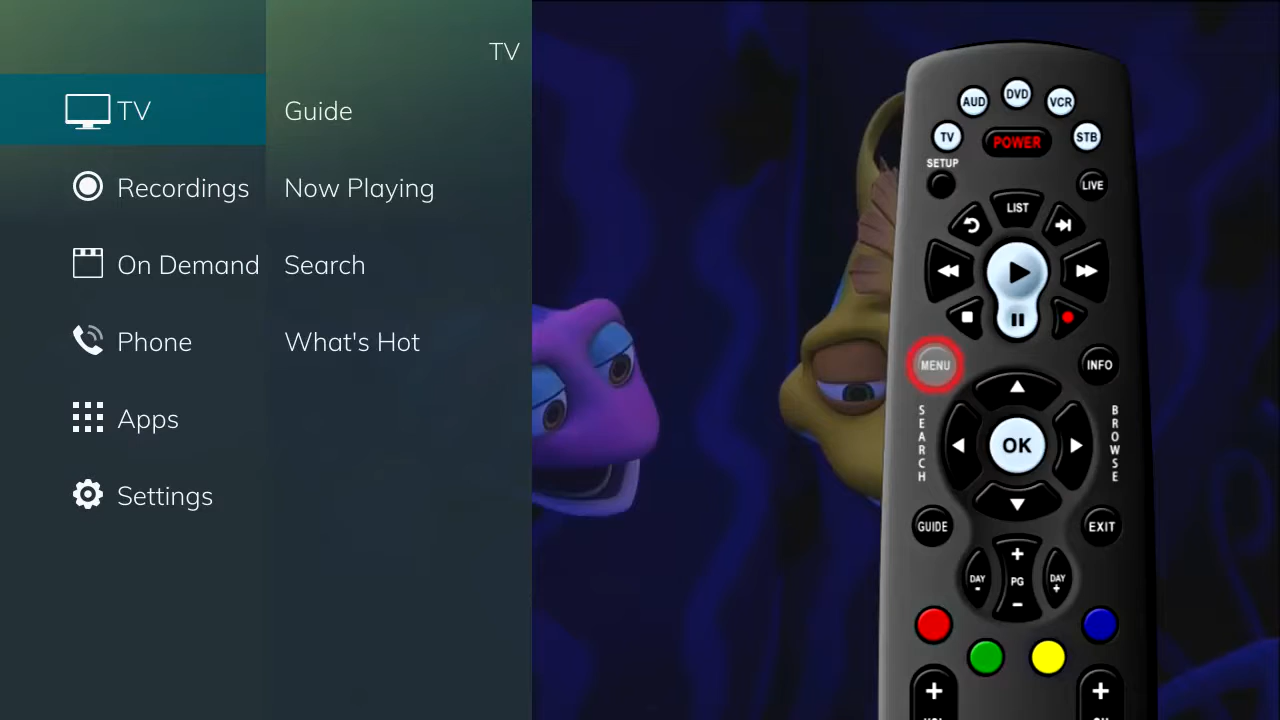 TV
TV
Recordings
On Demand
Phone
Apps
Settings
Guide
Now Playing
Search
What's Hot
AUD
DVD
VCR
TV
POWER
STB
SETUP
LIVE
LIST
MENU
INFO
SEARCH
BROWSE
OK
GUIDE
EXIT
+
DAY -
PG
DAY +
-
+
+